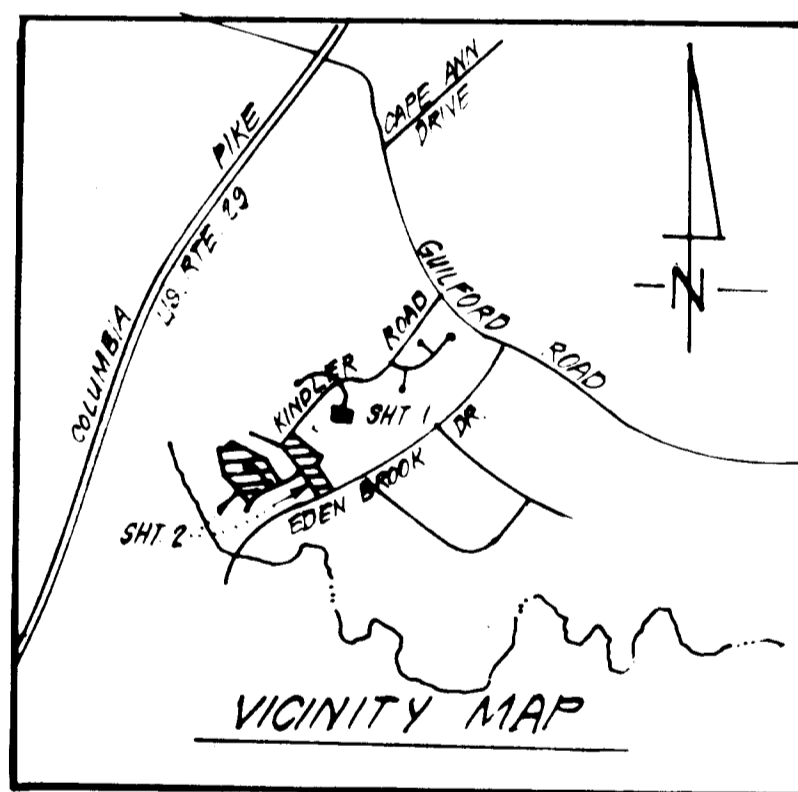 CAPE ANN
DRIVE
COLUMBIA PIKE
U.S. RTE 29
GUILFORD ROAD
KINDLER ROAD
N
SHT 1
EDEN BROOK DR.
SHT. 2
VICINITY MAP